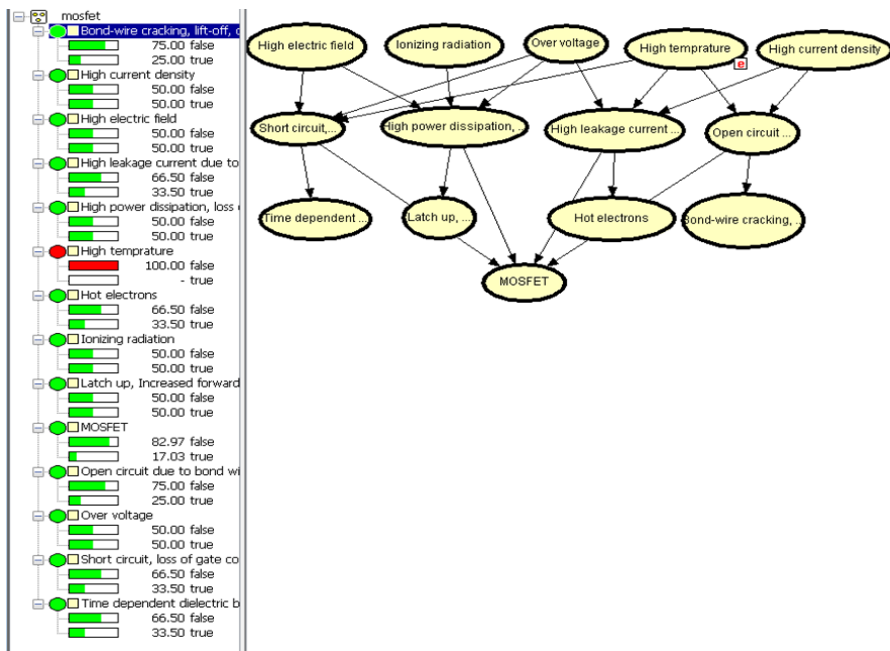 mosfet
Bond-wire cracking, lift-off,
75.00 false
25.00 true
High current density
50.00 false
50.00 true
High electric field
50.00 false
50.00 true
High leakage current due to
66.50 false
33.50 true
High power dissipation, loss
50.00 false
50.00 true
High temprature
100.00 false
- true
Hot electrons
66.50 false
33.50 true
Ionizing radiation
50.00 false
50.00 true
Latch up, Increased forward
50.00 false
50.00 true
MOSFET
82.97 false
17.03 true
Open circuit due to bond wi
75.00 false
25.00 true
Over voltage
50.00 false
50.00 true
Short circuit, loss of gate co
66.50 false
33.50 true
Time dependent dielectric b
66.50 false
33.50 true
High electric field
Ionizing radiation
Over voltage
High temprature
High current density
e
Short circuit,...
High power dissipation, ...
High leakage current ...
Open circuit ...
Time dependent ...
Latch up, ...
Hot electrons
Bond-wire cracking, ...
MOSFET